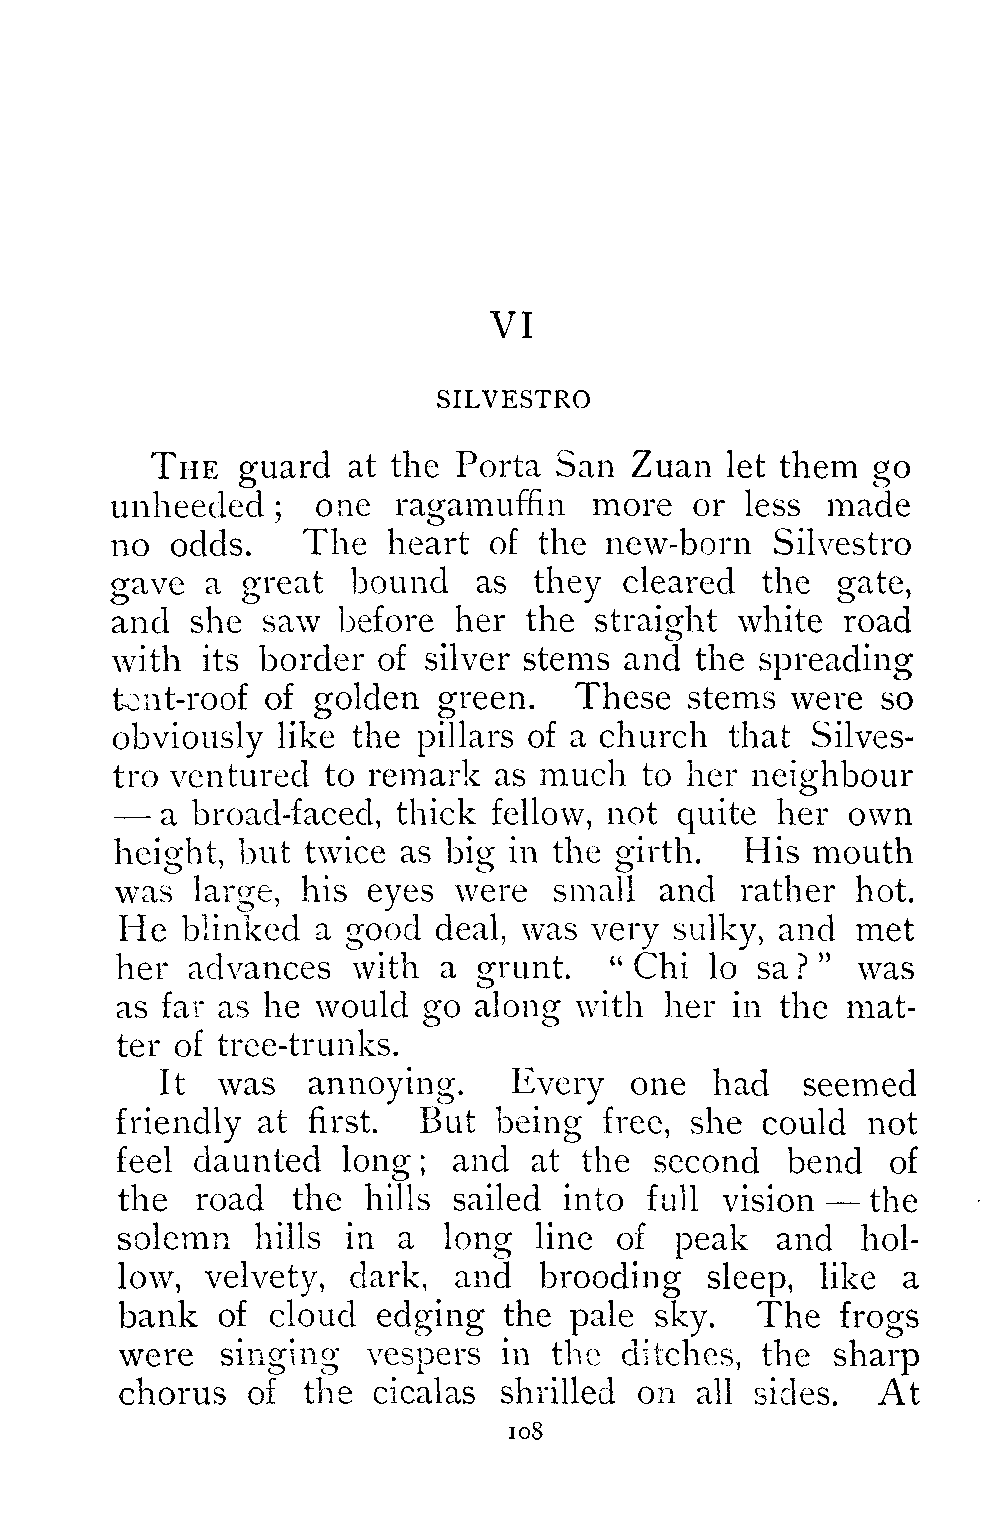 VI
SILVESTRO
THE guard at the Porta San Zuan let them go
unheeded ; one ragamuffin more or less made
no odds. The heart of the new-born Silvestro
gave a great bound as they cleared the gate,
and she saw before her the straight white road
with its border of silver stems and the spreading
tent-roof of golden green. These stems were so
obviously like the pillars of a church that Silves-
tro ventured to remark as much to her neighbour
— a broad-faced, thick fellow, not quite her own
height, but twice as big in the girth. His mouth
was large, his eyes were small and rather hot.
He blinked a good deal, was very sulky, and met
her advances with a grunt. “ Chi lo sa? ” was
as far as he would go along with her in the mat-
ter of tree-trunks.
It was annoying. Every one had seemed
friendly at first. But being free, she could not
feel daunted long ; and at the second bend of
the road the hills sailed into full vision — the
solemn hills in a long line of peak and hol-
low, velvety, dark, and brooding sleep, like a
bank of cloud edging the pale sky. The frogs
were singing vespers in the ditches, the sharp
chorus of the cicalas shrilled on all sides. At
108